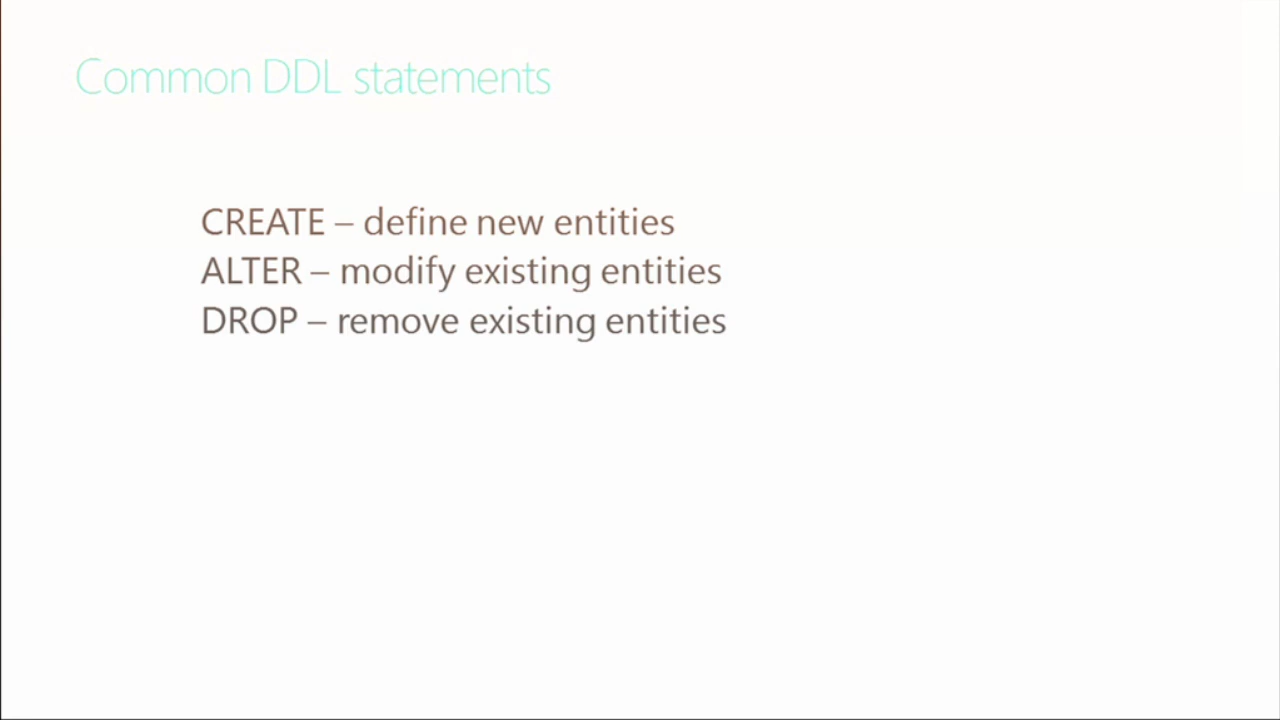 Common DDL statements
CREATE – define new entities
ALTER – modify existing entities
DROP – remove existing entities